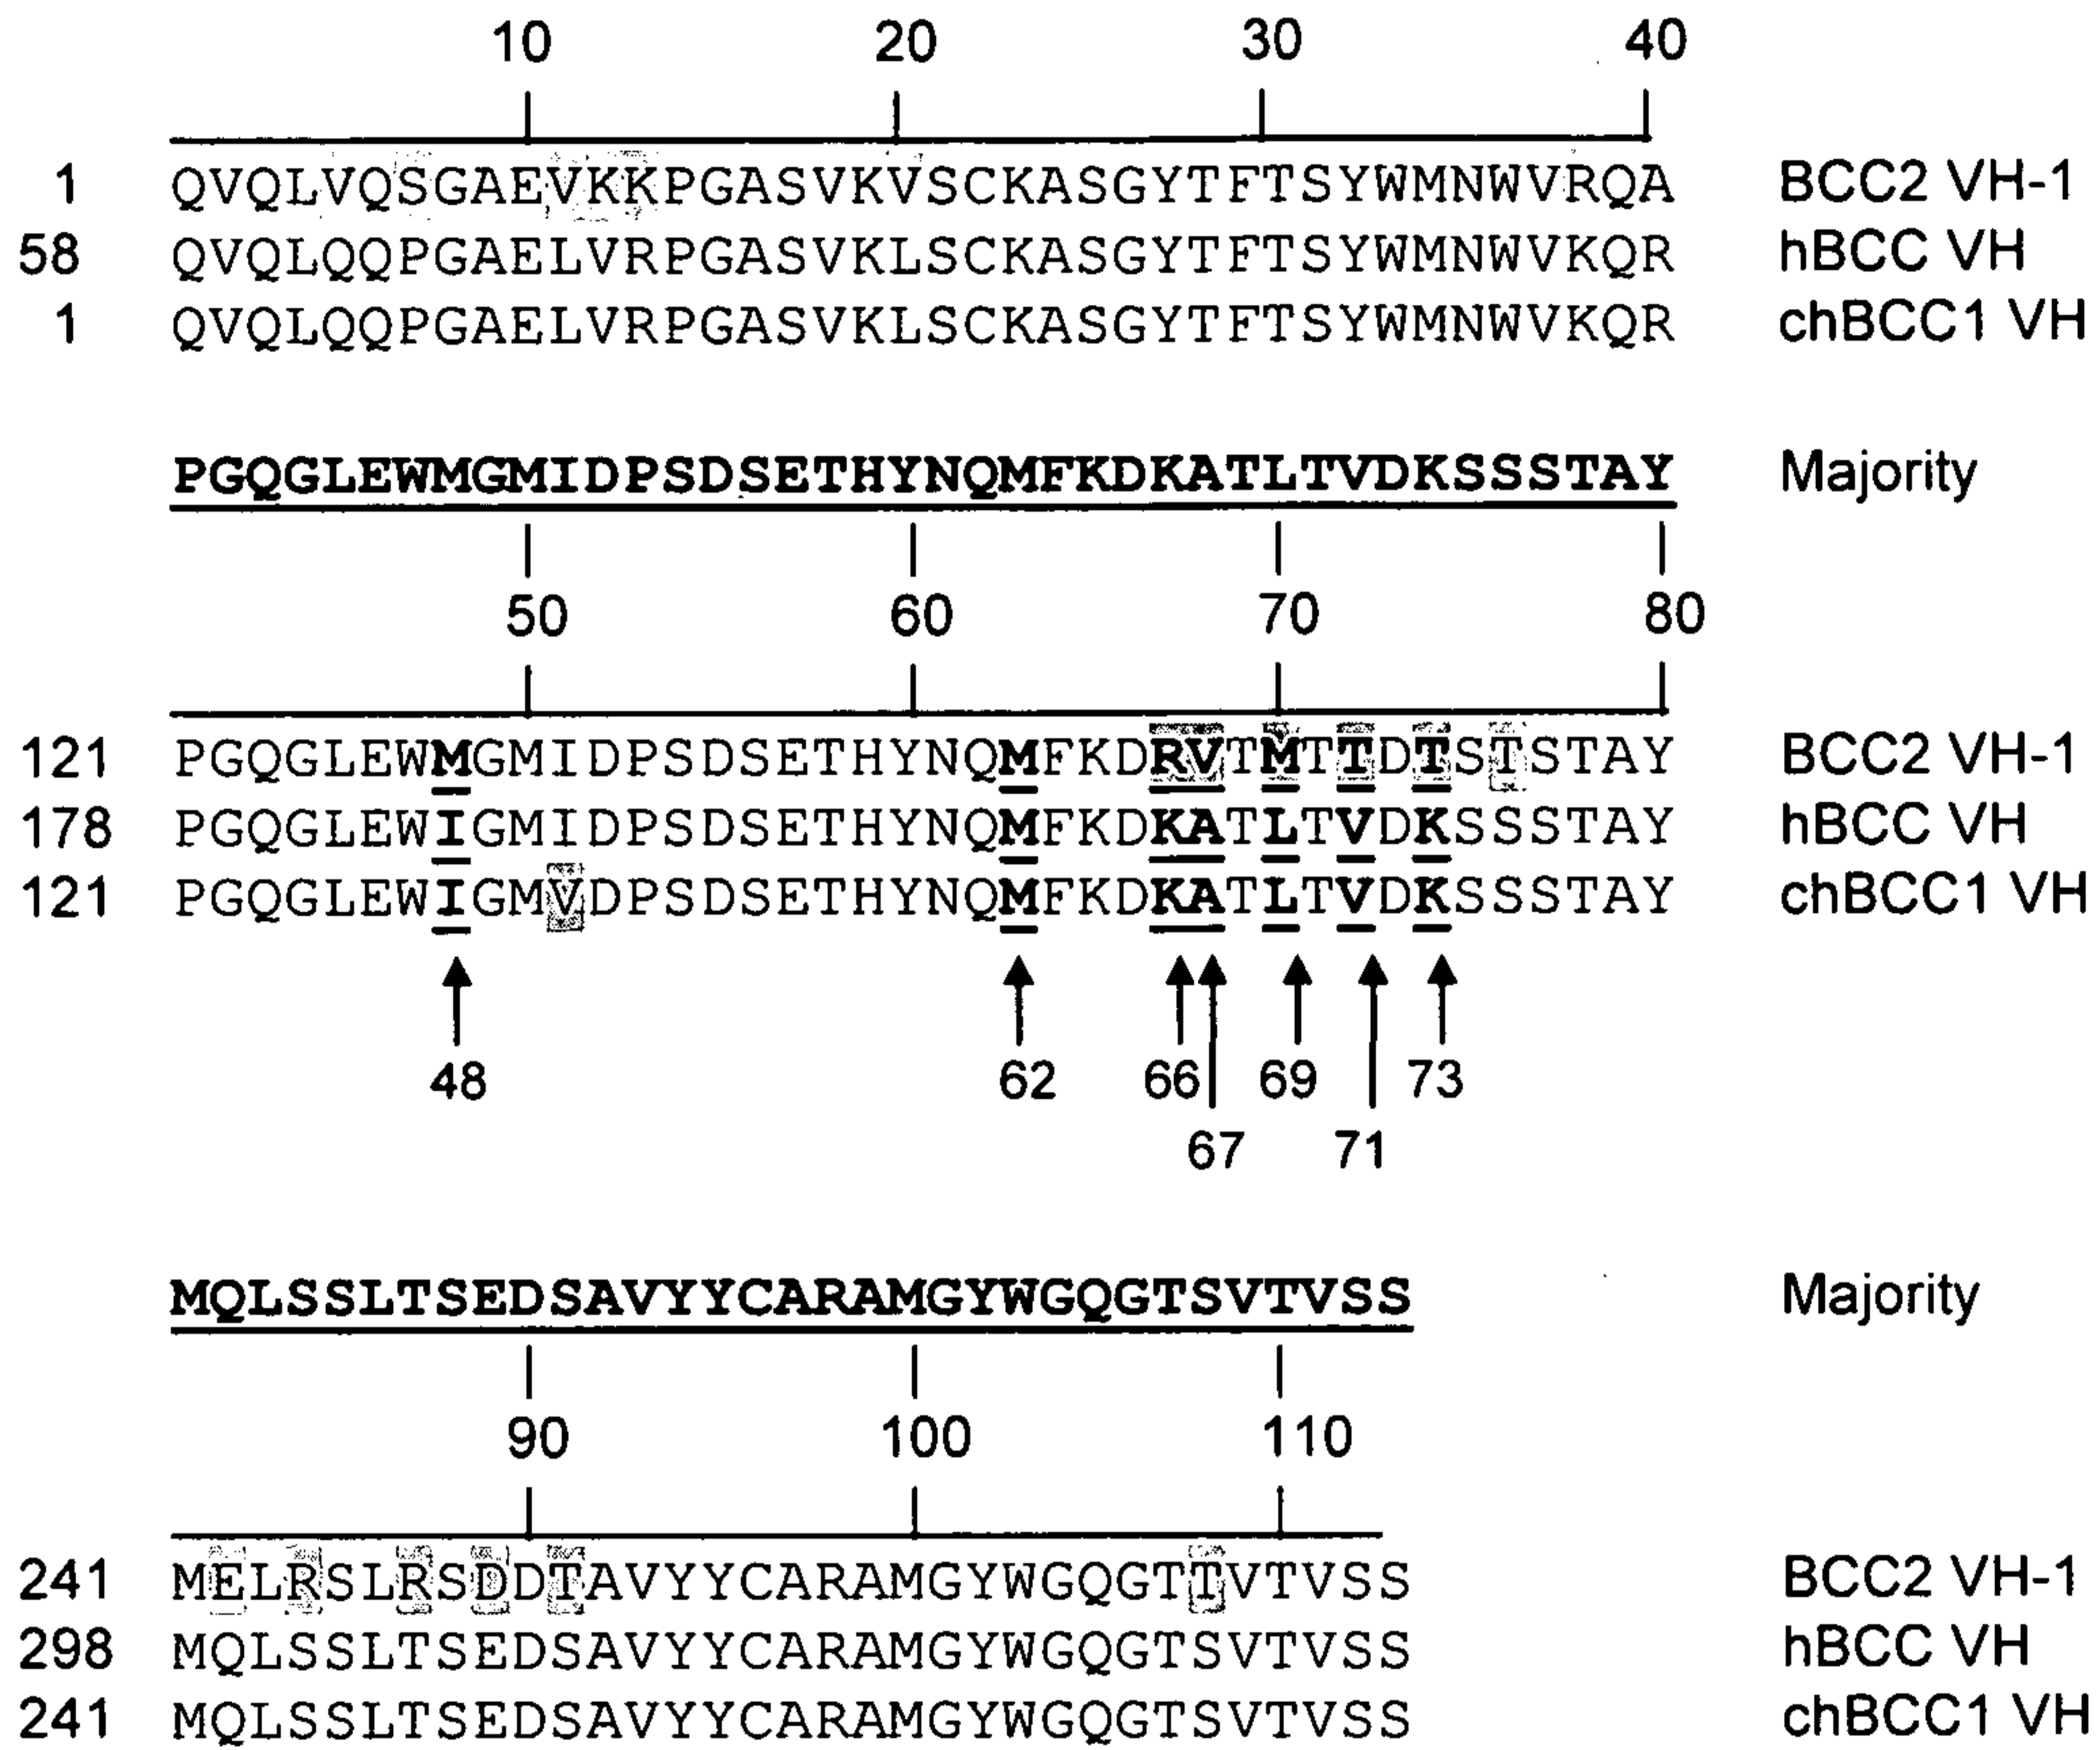 10 20 30 40
1 QVQLVQSGAEVKKPGASVKVSCKASGYTFTSYWMNWVRQA BCC2 VH-1
58 QVQLQQPGAELVRPGASVKLSCKASGYTFTSYWMNWVKQR hBCC VH
1 QVQLQQPGAELVRPGASVKLSCKASGYTFTSYWMNWVKQR chBCC1 VH
PGQGLEWMGMIDPSDSETHYNQMFKDKATLTVDKSSSTAY Majority
50 60 70 80
121 PGQGLEWMGMIDPSDSETHYNQMFKDRVTMTTDTSTSTAY BCC2 VH-1
178 PGQGLEWIGMIDPSDSETHYNQMFKDKATLTVDKSSSTAY hBCC VH
121 PGQGLEWIGMVDPSDSETHYNQMFKDKATLTVDKSSSTAY chBCC1 VH
48 62 66 69 73
67 71
MQLSSLTSEDSAVYYCARAMGYWGQGTSVTVSS Majority
90 100 110
241 MELRSLRSDDTAVYYCARAMGYWGQGTTVTVSS BCC2 VH-1
298 MQLSSLTSEDSAVYYCARAMGYWGQGTSVTVSS hBCC VH
241 MQLSSLTSEDSAVYYCARAMGYWGQGTSVTVSS chBCC1 VH